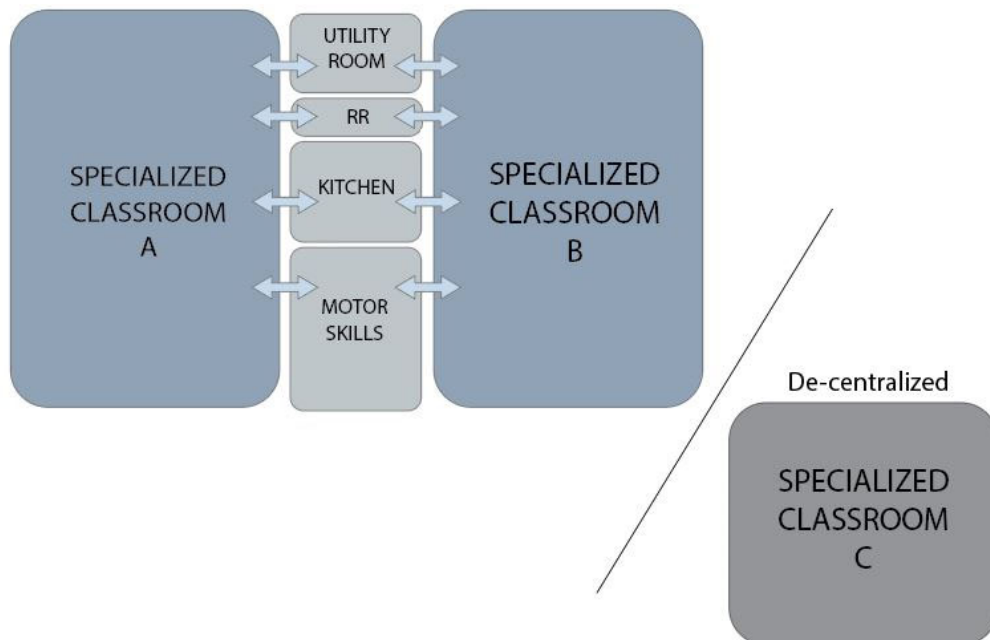 UTILITY
ROOM
RR
KITCHEN
MOTOR
SKILLS
SPECIALIZED
CLASSROOM
A
SPECIALIZED
CLASSROOM
B
De-centralized
SPECIALIZED
CLASSROOM
C